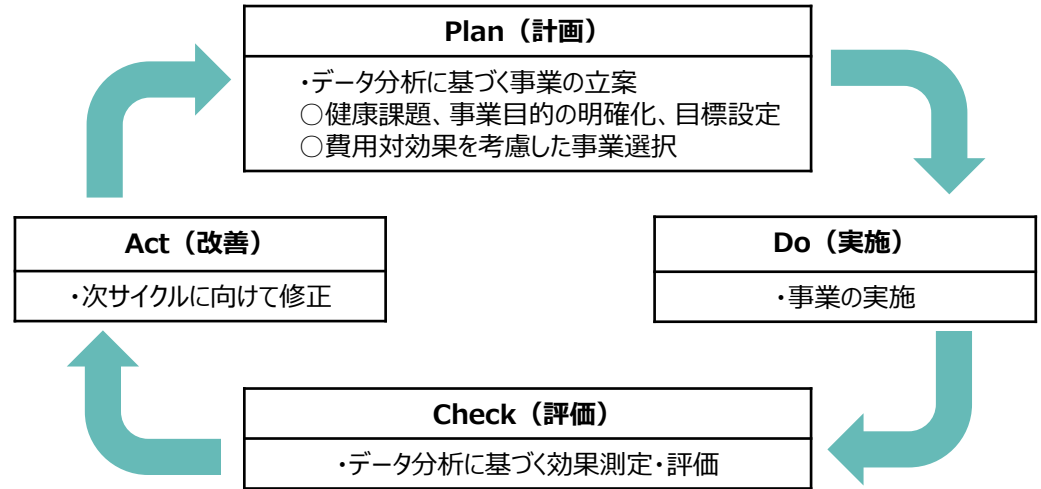 Plan（計画）
・データ分析に基づく事業の立案
○健康課題、事業目的の明確化、目標設定
○費用対効果を考慮した事業選択
Do（実施）
・事業の実施
Check（評価）
・データ分析に基づく効果測定・評価
Act（改善）
・次サイクルに向けて修正